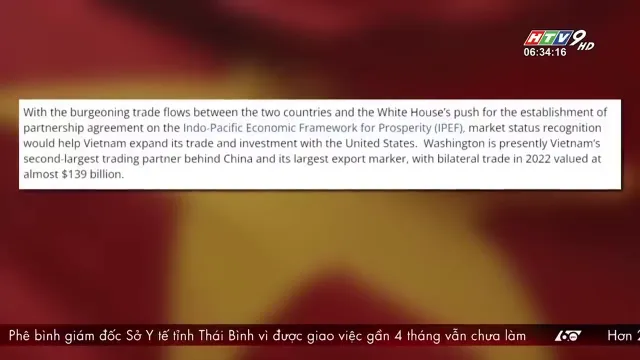 HTV9 HD
06:34:16
With the burgeoning trade flows between the two countries and the White House's push for the establishment of
partnership agreement on the Indo-Pacific Economic Framework for Prosperity (IPEF), market status recognition
would help Vietnam expand its trade and investment with the United States. Washington is presently Vietnam's
second-largest trading partner behind China and its largest export marker, with bilateral trade in 2022 valued at
almost $139 billion.
Phê bình giám đốc Sở Y tế tỉnh Thái Bình vì được giao việc gần 4 tháng vẫn chưa làm
Hơn